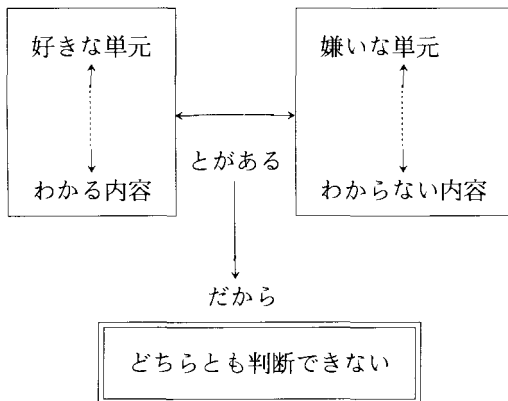 好きな単元
嫌いな単元
とがある
わかる内容
わからない内容
だから
どちらとも判断できない